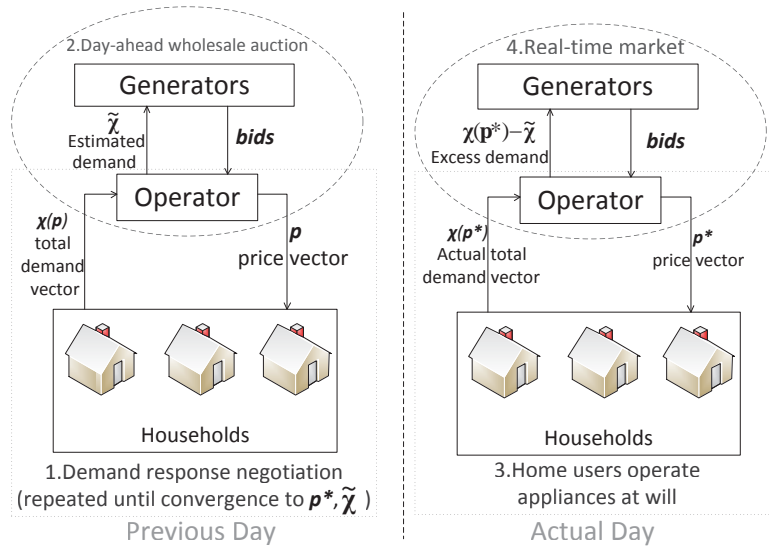 2.Day-ahead wholesale auction
Generators
χ̃
Estimated
demand
bids
Operator
χ(p)
total
demand
vector
p
price vector
Households
1.Demand response negotiation
(repeated until convergence to p*, χ̃ )
Previous Day
4.Real-time market
Generators
χ(p*)−χ̃
Excess demand
bids
Operator
χ(p*)
Actual total
demand vector
p*
price vector
Households
3.Home users operate
appliances at will
Actual Day